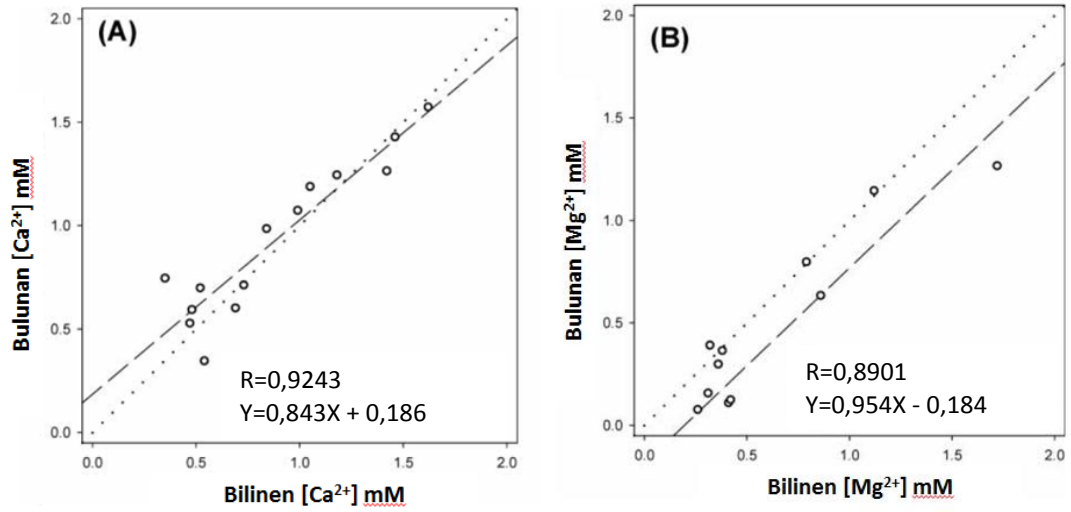 (A)
2.0
1.5
1.0
0.5
0.0
Bulunan [Ca²⁺] mM
R=0,9243
Y=0,843X + 0,186
0.0 0.5 1.0 1.5 2.0
Bilinen [Ca²⁺] mM
(B)
2.0
1.5
1.0
0.5
0.0
Bulunan [Mg²⁺] mM
R=0,8901
Y=0,954X - 0,184
0.0 0.5 1.0 1.5 2.0
Bilinen [Mg²⁺] mM